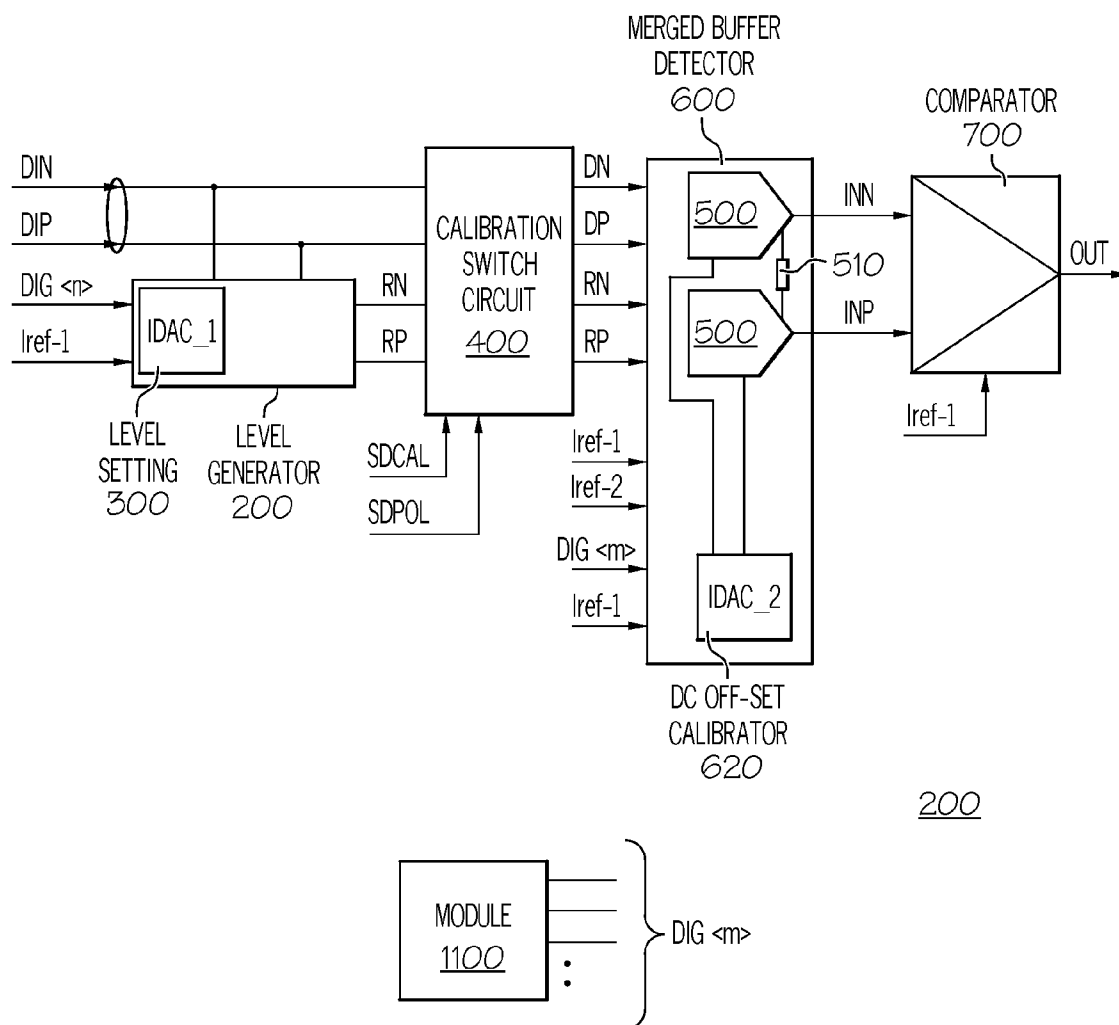 MERGED BUFFER
DETECTOR
600
COMPARATOR
700
DIN
DIP
DIG <n>
Iref-1
IDAC_1
LEVEL
SETTING
300
LEVEL
GENERATOR
200
RN
RP
CALIBRATION
SWITCH
CIRCUIT
400
SDCAL
SDPOL
DN
DP
RN
RP
Iref-1
Iref-2
DIG <m>
Iref-1
500
500
510
INN
INP
OUT
Iref-1
IDAC_2
DC OFF-SET
CALIBRATOR
620
200
MODULE
1100
DIG <m>